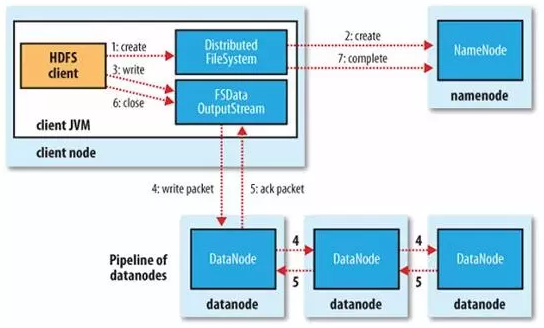 1: create
2: create
HDFS
client
Distributed
FileSystem
NameNode
3: write
7: complete
6: close
FSData
OutputStream
namenode
client JVM
client node
4: write packet
5: ack packet
Pipeline of
datanodes
DataNode
4
5
DataNode
4
5
DataNode
datanode
datanode
datanode